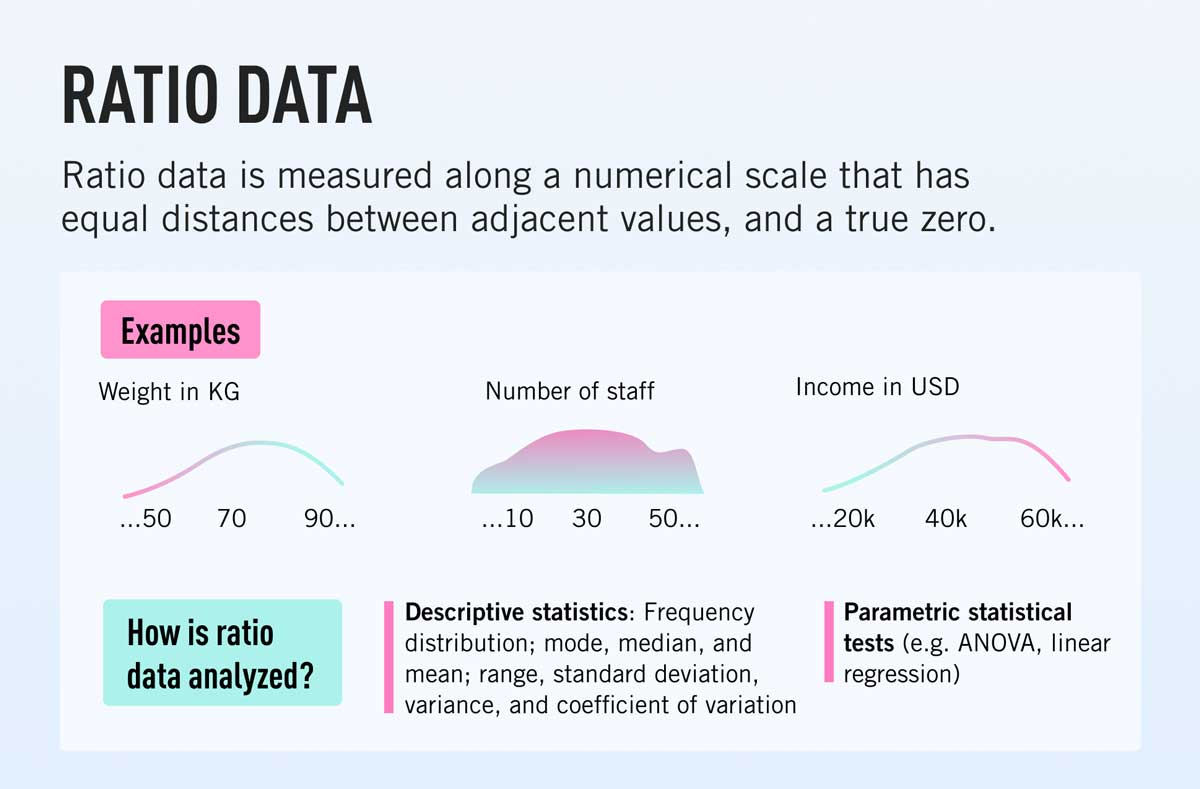 RATIO DATA
Ratio data is measured along a numerical scale that has
equal distances between adjacent values, and a true zero.
Examples
Weight in KG
...50 70 90...
Number of staff
...10 30 50...
Income in USD
...20k 40k 60k...
How is ratio
data analyzed?
Descriptive statistics: Frequency
distribution; mode, median, and
mean; range, standard deviation,
variance, and coefficient of variation
Parametric statistical
tests (e.g. ANOVA, linear
regression)